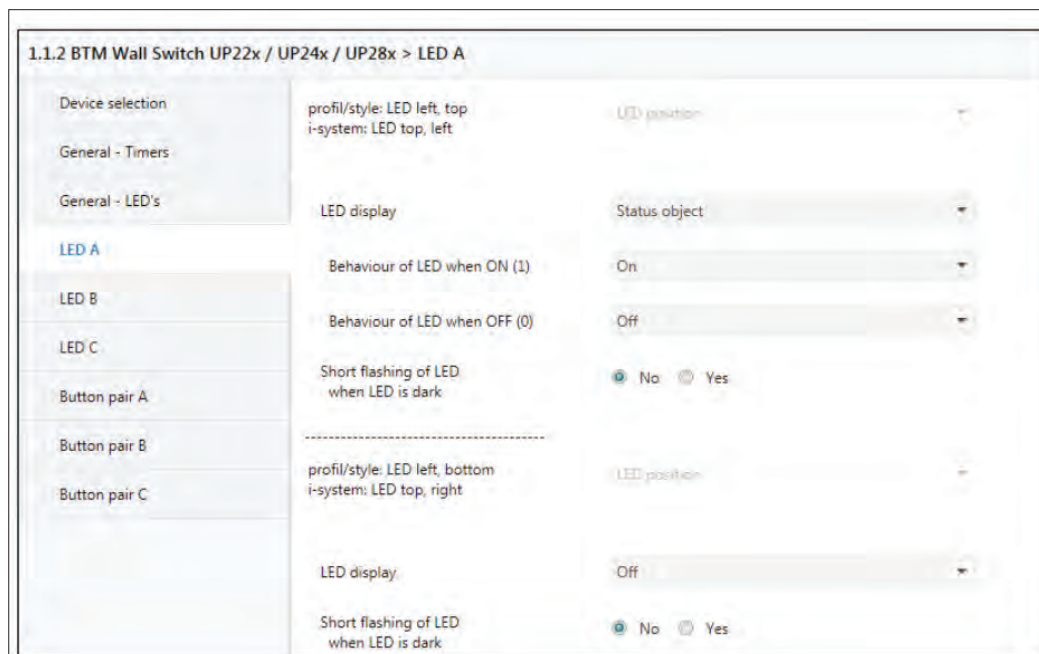 1.1.2 BTM Wall Switch UP22x / UP24x / UP28x > LED A
Device selection
General - Timers
General - LED's
LED A
LED B
LED C
Button pair A
Button pair B
Button pair C
profil/style: LED left, top
i-system: LED top, left
LED position
LED display
Status object
Behaviour of LED when ON (1)
On
Behaviour of LED when OFF (0)
Off
Short flashing of LED
when LED is dark
No Yes
---------------------------------------
profil/style: LED left, bottom
i-system: LED top, right
LED position
LED display
Off
Short flashing of LED
when LED is dark
No Yes